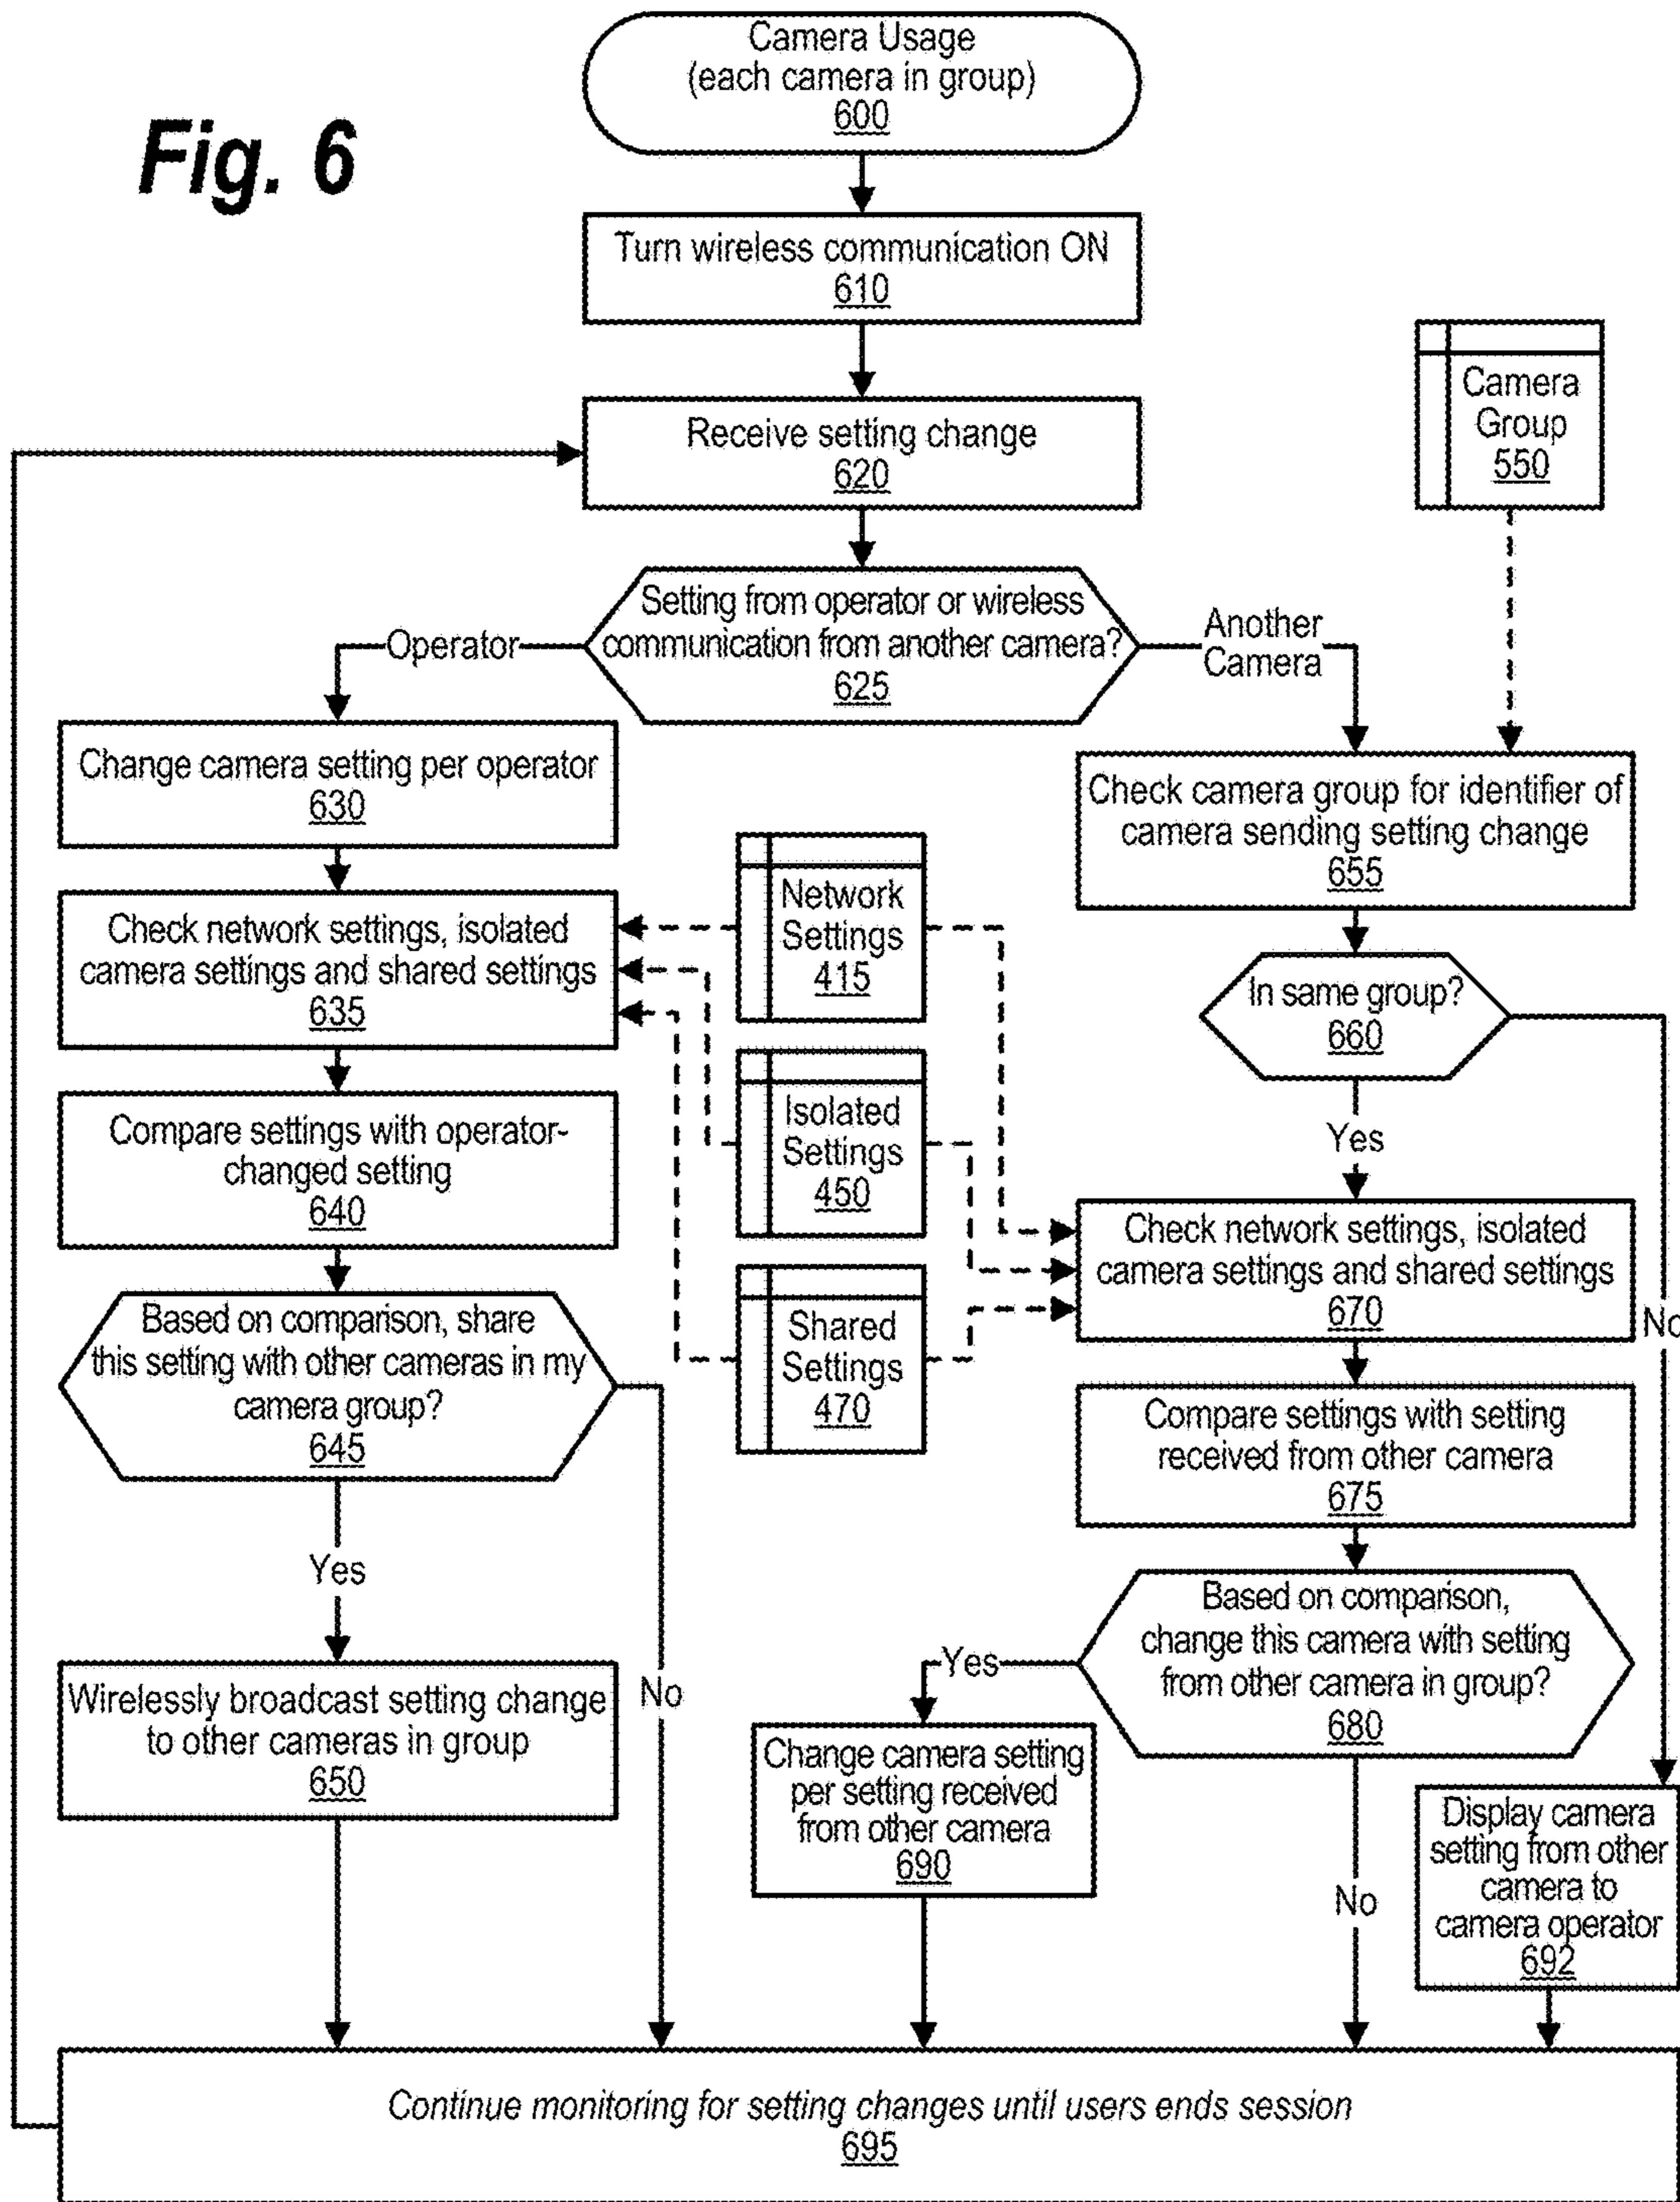 Fig. 6
Camera Usage
(each camera in group)
600
Turn wireless communication ON
610
Receive setting change
620
Camera
Group
550
Setting from operator or wireless
communication from another camera?
625
Operator
Another
Camera
Change camera setting per operator
630
Check camera group for identifier of
camera sending setting change
655
Check network settings, isolated
camera settings and shared settings
635
Network
Settings
415
In same group?
660
Yes
No
Compare settings with operator-
changed setting
640
Isolated
Settings
450
Check network settings, isolated
camera settings and shared settings
670
Based on comparison, share
this setting with other cameras in my
camera group?
645
Shared
Settings
470
Compare settings with setting
received from other camera
675
Yes
No
Based on comparison,
change this camera with setting
from other camera in group?
680
Yes
No
Wirelessly broadcast setting change
to other cameras in group
650
Change camera setting
per setting received
from other camera
690
Display camera
setting from other
camera to
camera operator
692
Continue monitoring for setting changes until users ends session
695